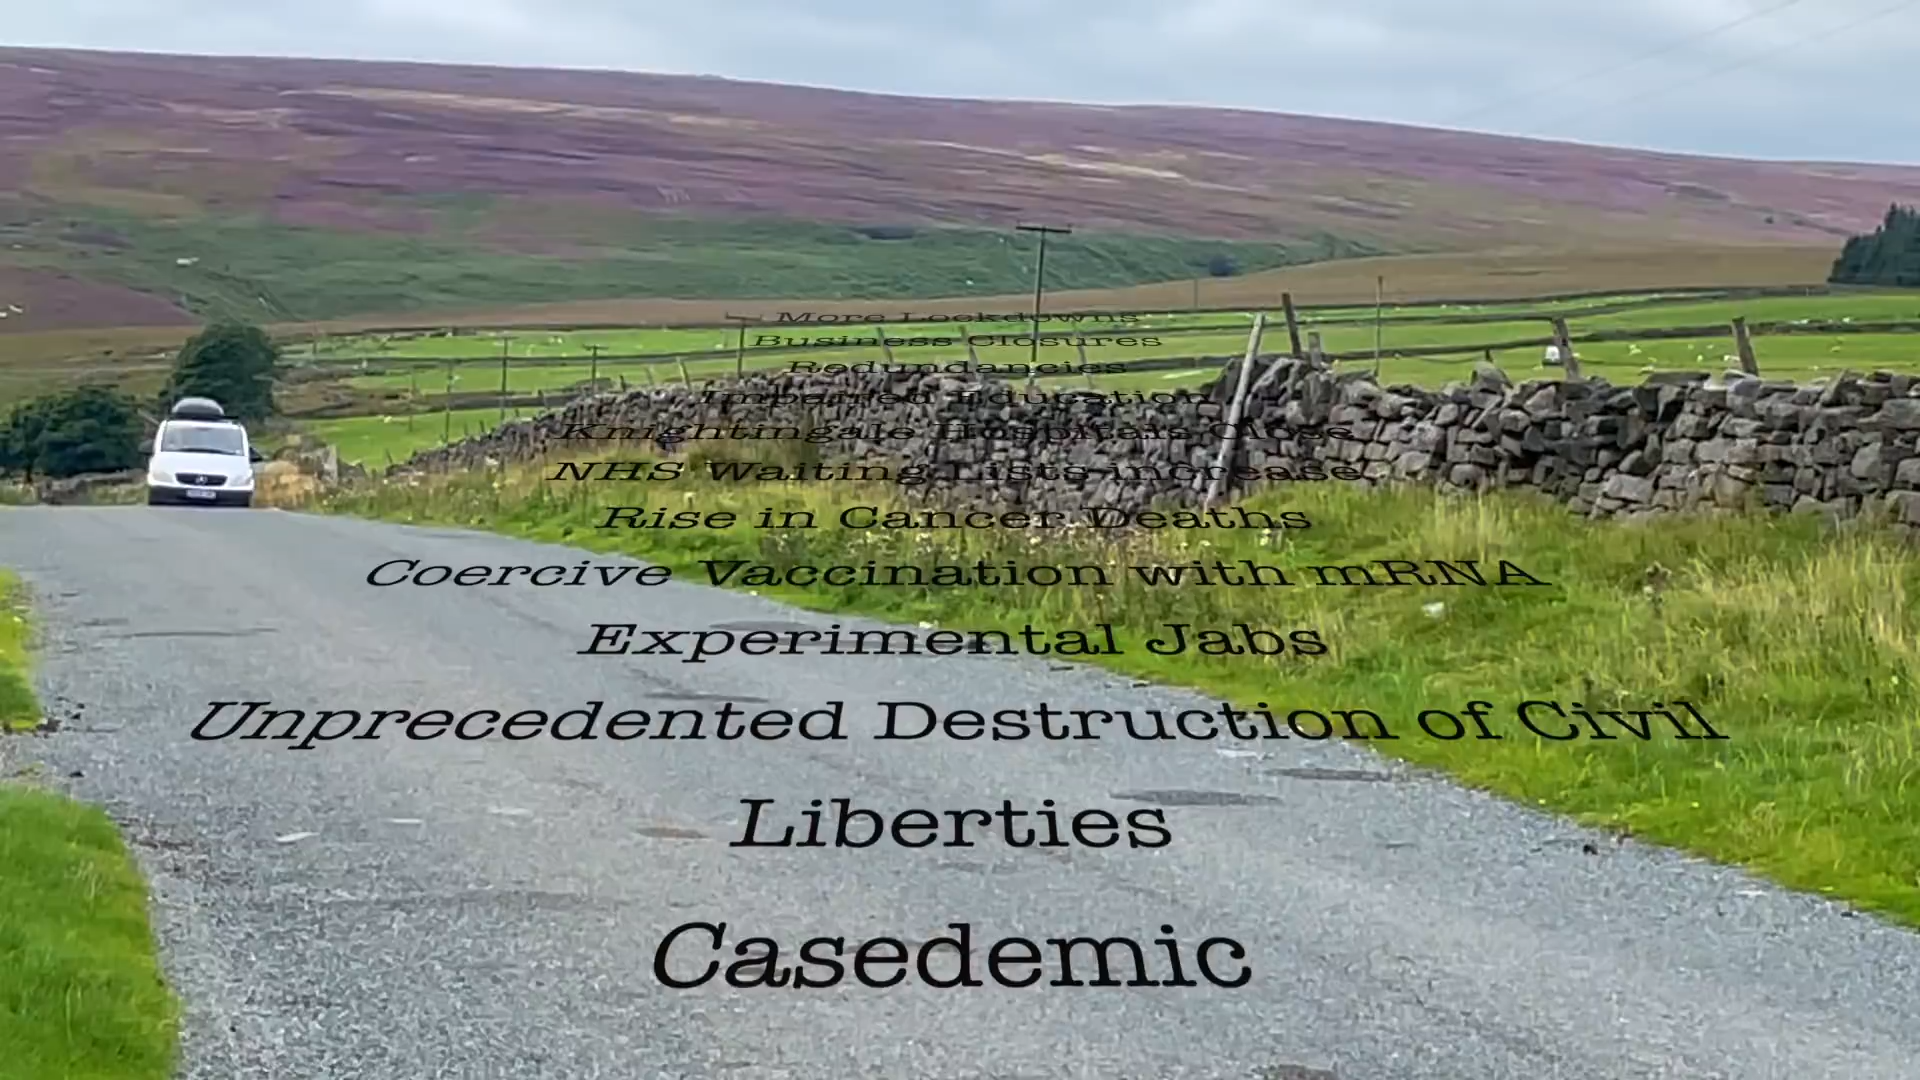 More Lockdowns
Business Closures
Redundancies
Impaired Education
Knightingale Hospitals Close
NHS Waiting Lists increase
Rise in Cancer Deaths
Coercive Vaccination with mRNA
Experimental Jabs
Unprecedented Destruction of Civil
Liberties
Casedemic